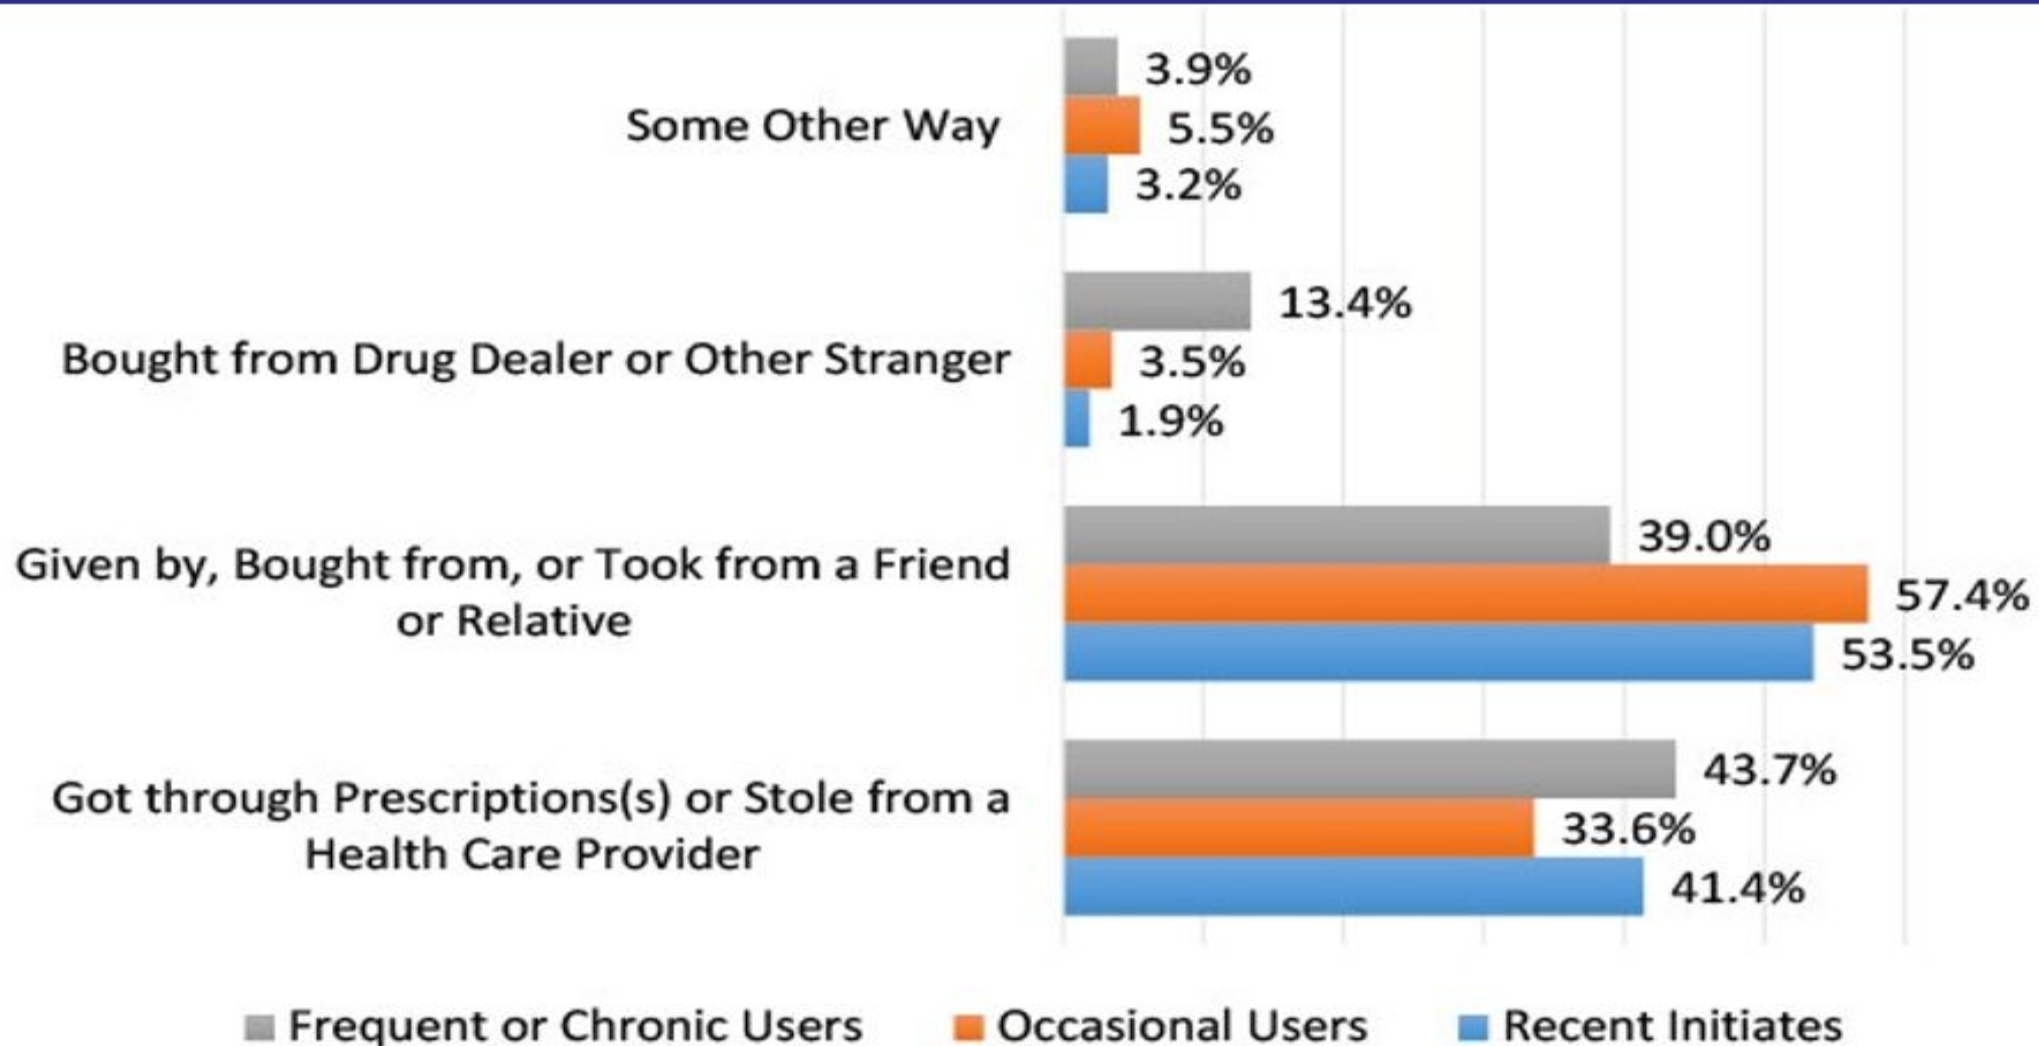 3.9%
Some Other Way
5.5%
3.2%
13.4%
Bought from Drug Dealer or Other Stranger
3.5%
1.9%
39.0%
Given by, Bought from, or Took from a Friend
or Relative
57.4%
53.5%
43.7%
Got through Prescriptions(s) or Stole from a
Health Care Provider
33.6%
41.4%
Frequent or Chronic Users
Occasional Users
Recent Initiates